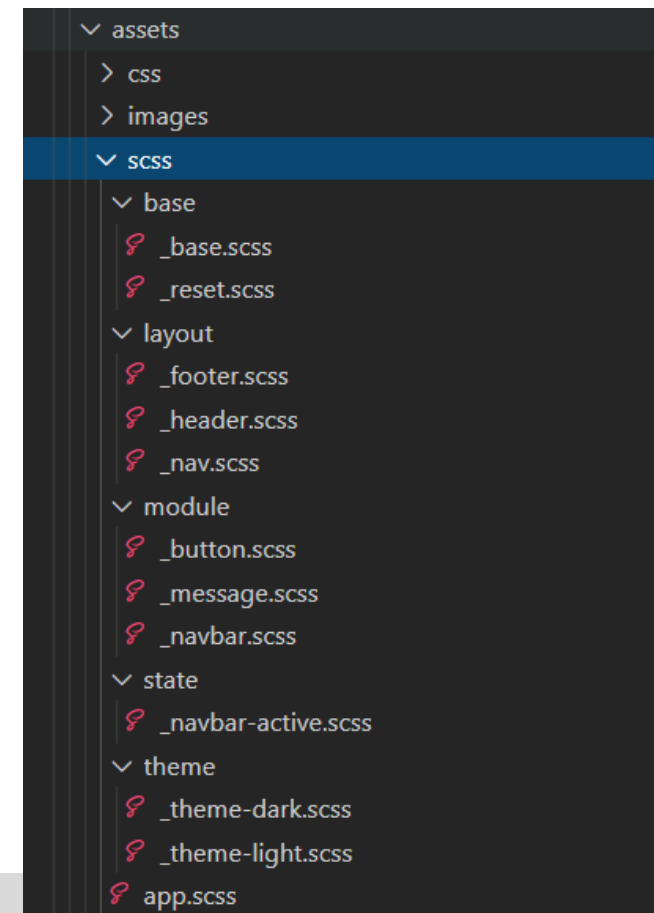 assets
css
images
scss
base
_base.scss
_reset.scss
layout
_footer.scss
_header.scss
_nav.scss
module
_button.scss
_message.scss
_navbar.scss
state
_navbar-active.scss
theme
_theme-dark.scss
_theme-light.scss
app.scss